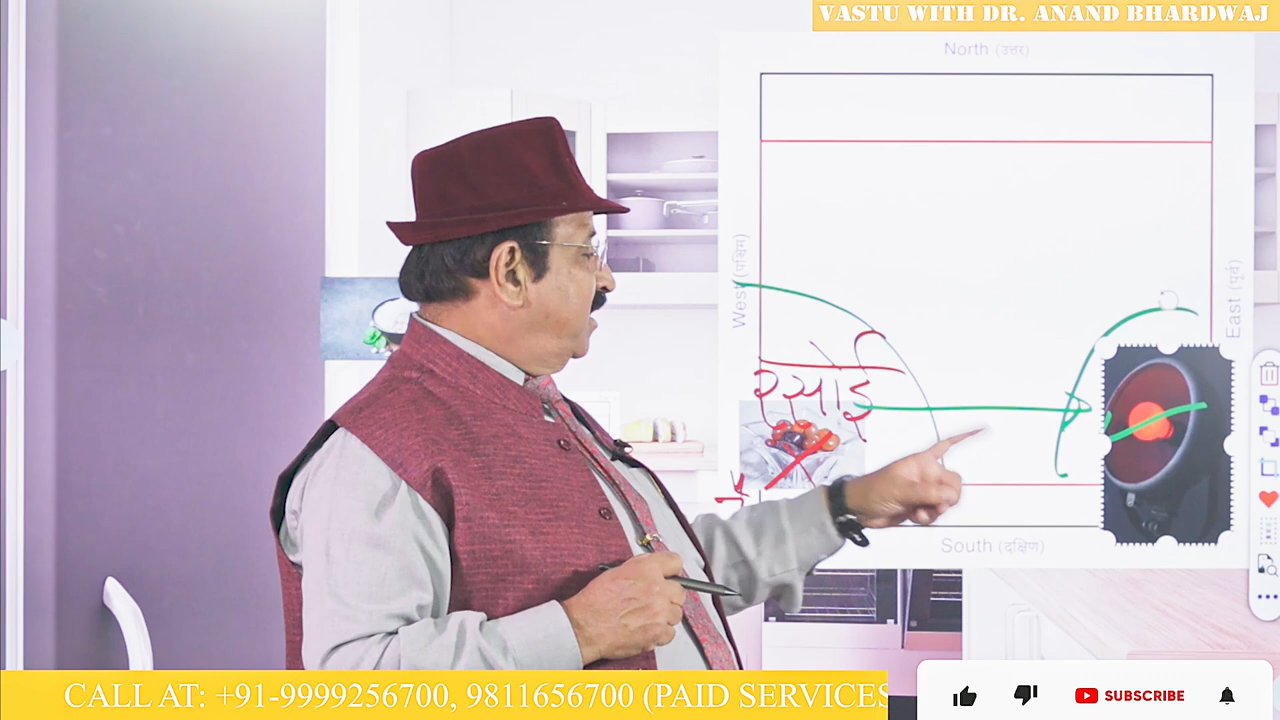 VASTU WITH DR. ANAND BHARDWAJ
North (उत्तर)
West (पश्चिम)
East (पूर्व)
रसोई
South (दक्षिण)
CALL AT: +91-9999256700, 9811656700 (PAID SERVICES
SUBSCRIBE